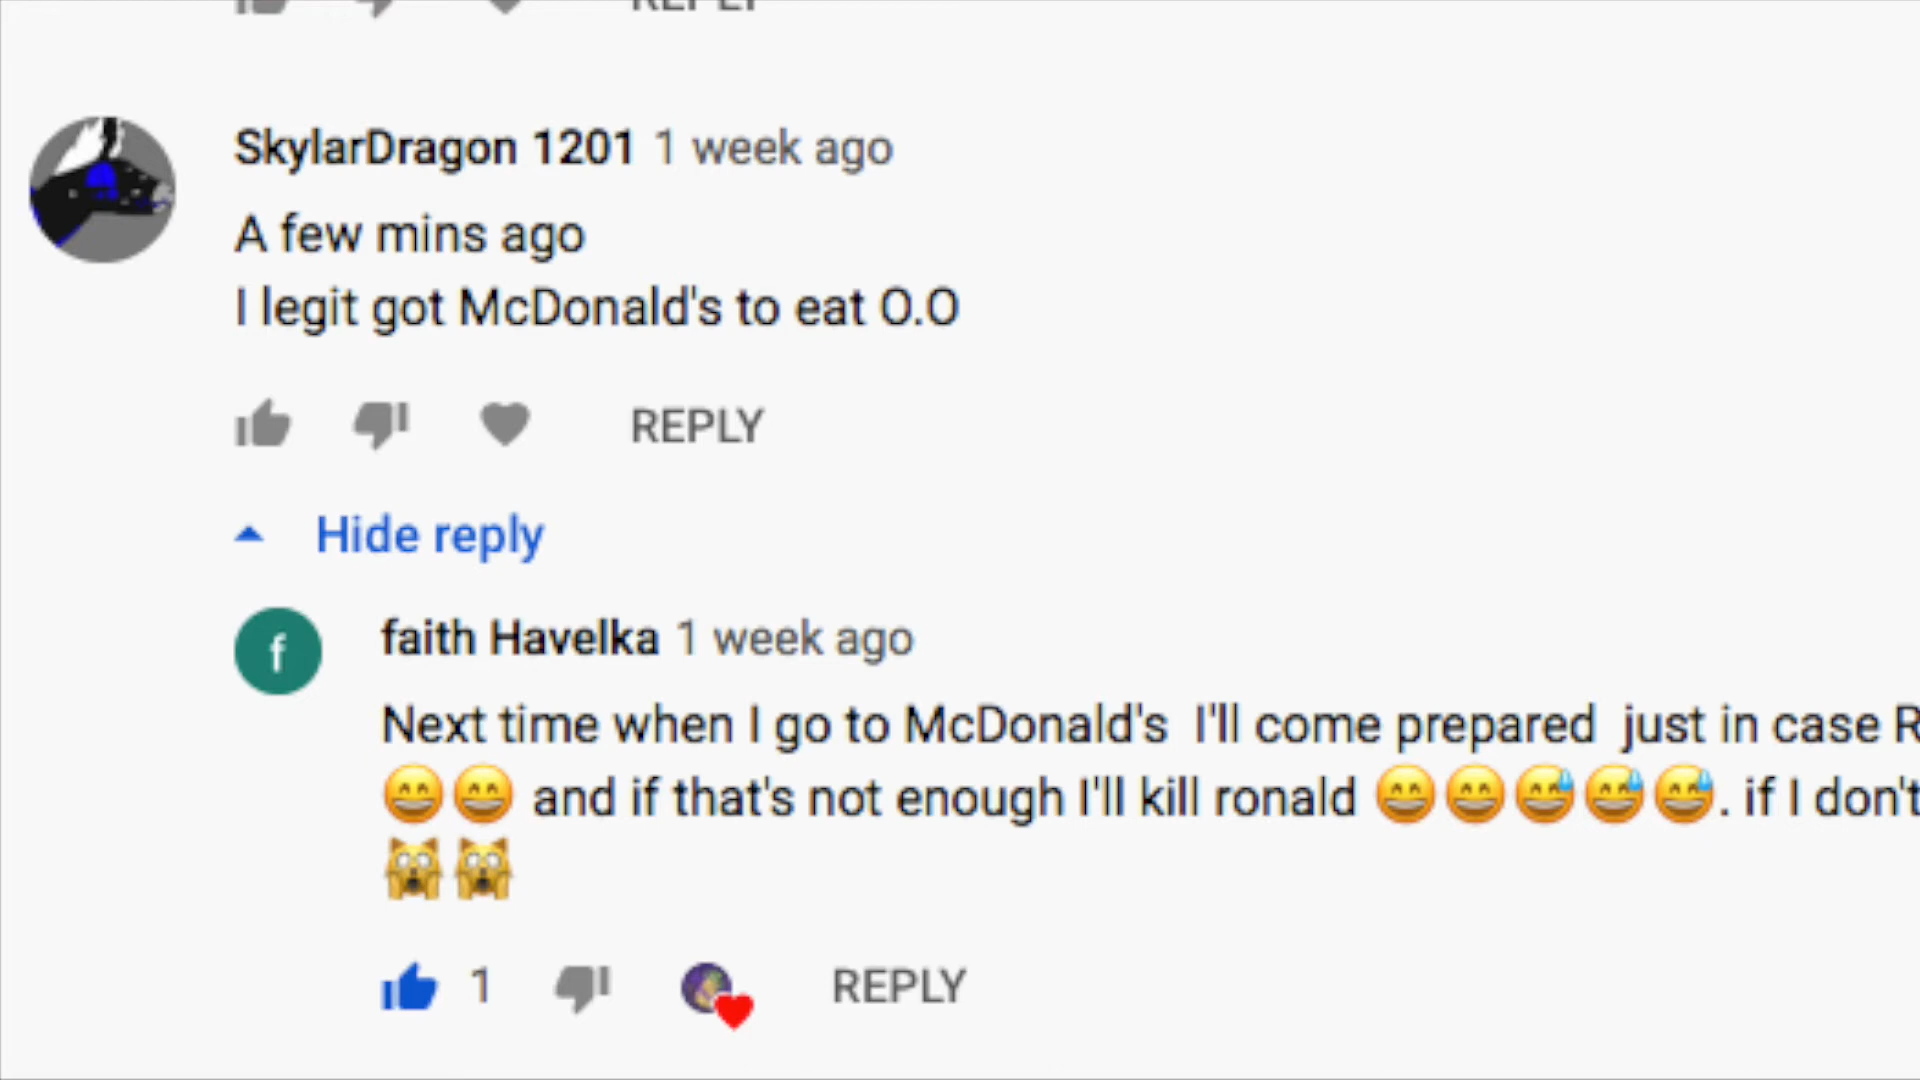 REPLY
SkylarDragon 1201 1 week ago
A few mins ago
I legit got McDonald's to eat O.O
REPLY
Hide reply
f
faith Havelka 1 week ago
Next time when I go to McDonald's I'll come prepared just in case R
😄😄 and if that's not enough I'll kill ronald 😄😄😅😅😅. if I don't
🙀🙀
1
REPLY